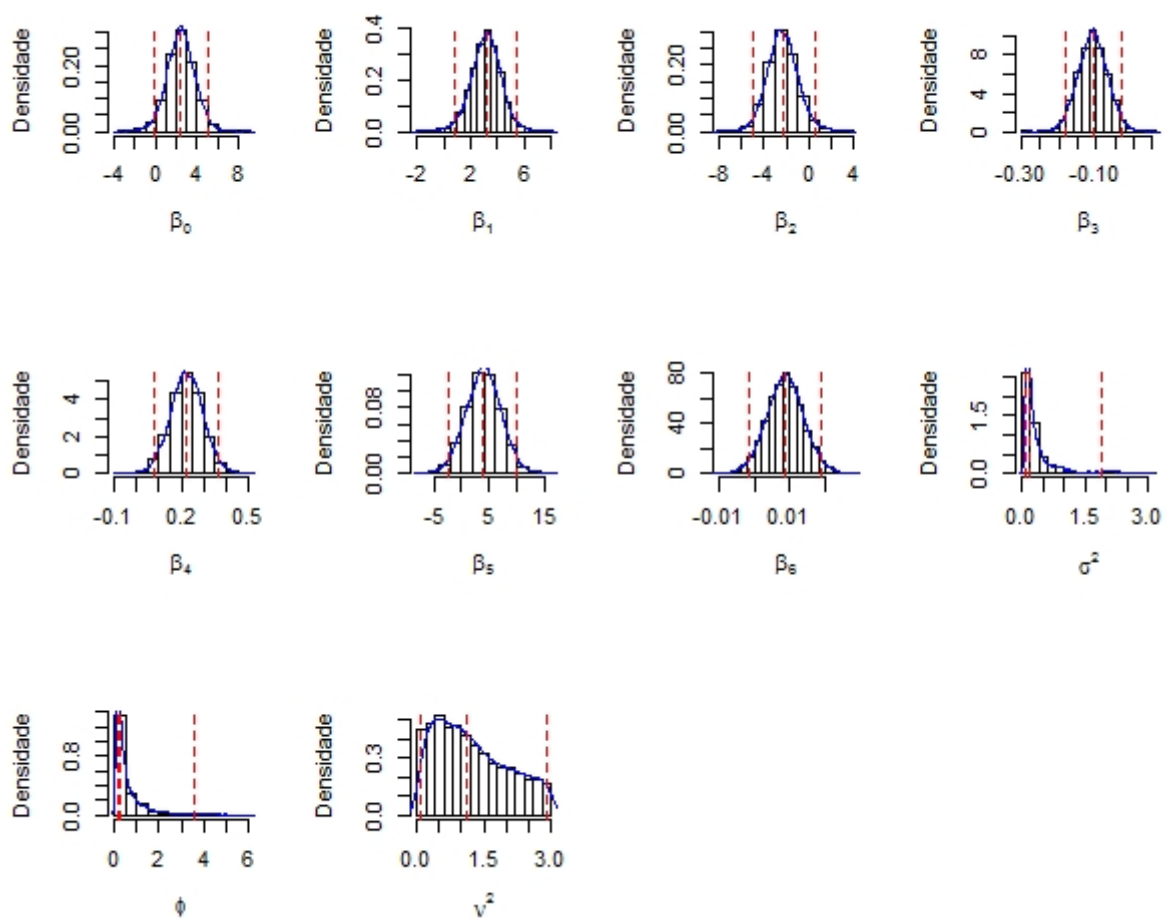 Densidade
0.00 0.20
-4 0 4 8
β0
Densidade
0.0 0.2 0.4
-2 2 6
β1
Densidade
0.00 0.20
-8 -4 0 4
β2
Densidade
0 4 8
-0.30 -0.10
β3
Densidade
0 2 4
-0.1 0.2 0.5
β4
Densidade
0.00 0.08
-5 5 15
β5
Densidade
0 40 80
-0.01 0.01
β6
Densidade
0.0 1.5
0.0 1.5 3.0
σ²
Densidade
0.0 0.8
0 2 4 6
ϕ
Densidade
0.0 0.3
0.0 1.5 3.0
ν²